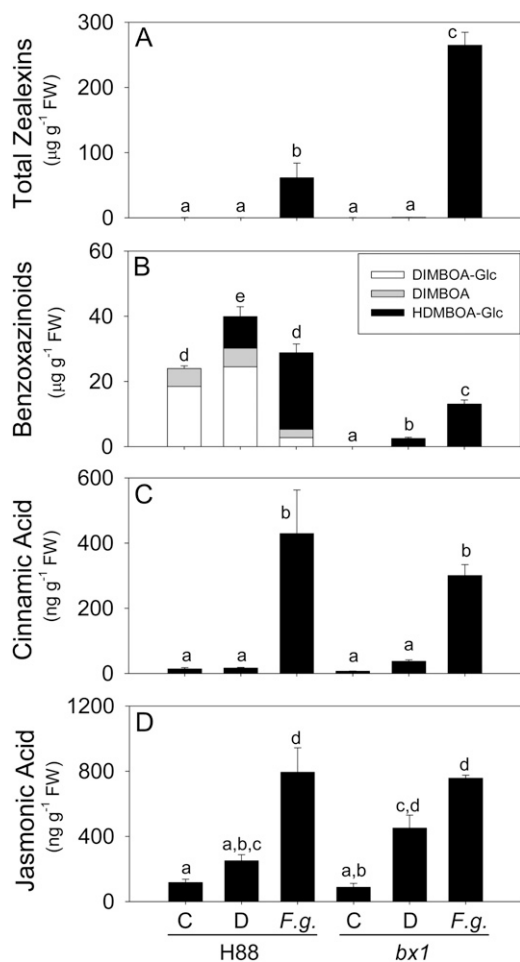 A
Total Zealexins
(µg g-1 FW)
300
200
100
0
a
a
b
a
a
c
B
Benzoxazinoids
(µg g-1 FW)
60
40
20
0
DIMBOA-Glc
DIMBOA
HDMBOA-Glc
d
e
d
a
b
c
C
Cinnamic Acid
(ng g-1 FW)
600
400
200
0
a
a
b
a
a
b
D
Jasmonic Acid
(ng g-1 FW)
1200
800
400
0
a
a,b,c
d
a,b
c,d
d
C D F.g. C D F.g.
H88 bx1